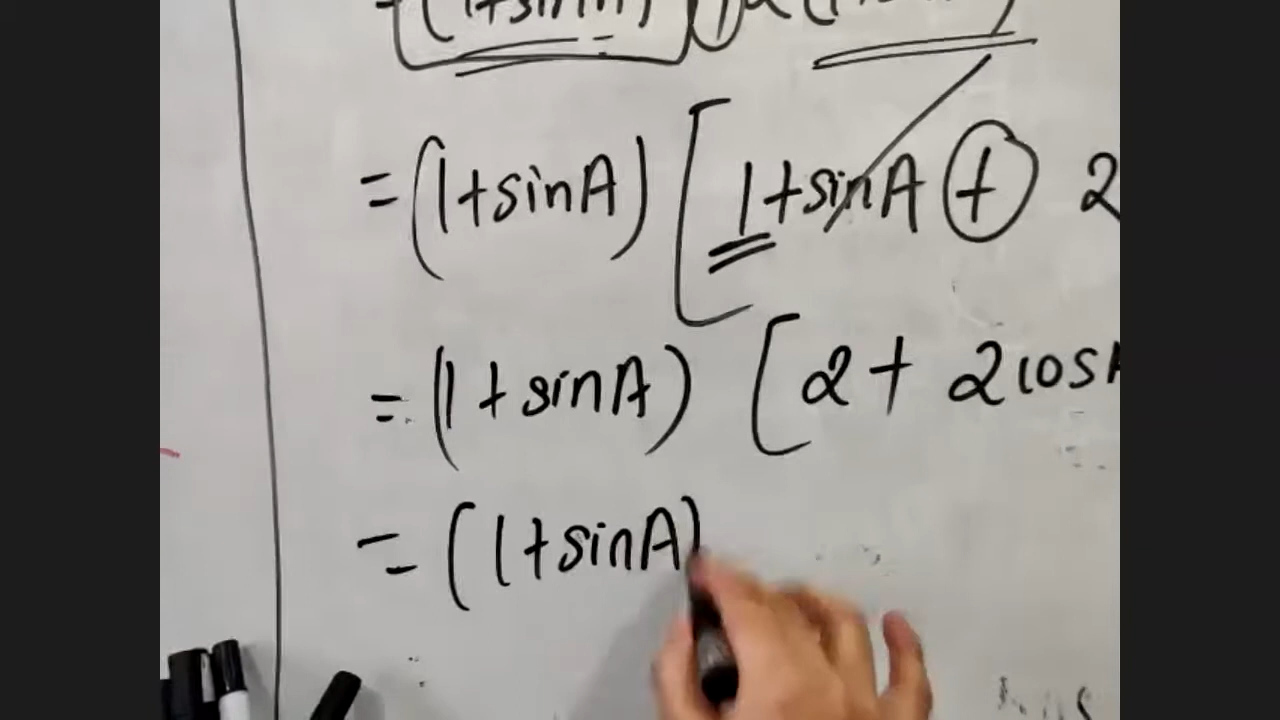 = (1+sinA) [1+sinA + 2
= (1+sinA) [2+ 2cos
= (1+sinA)